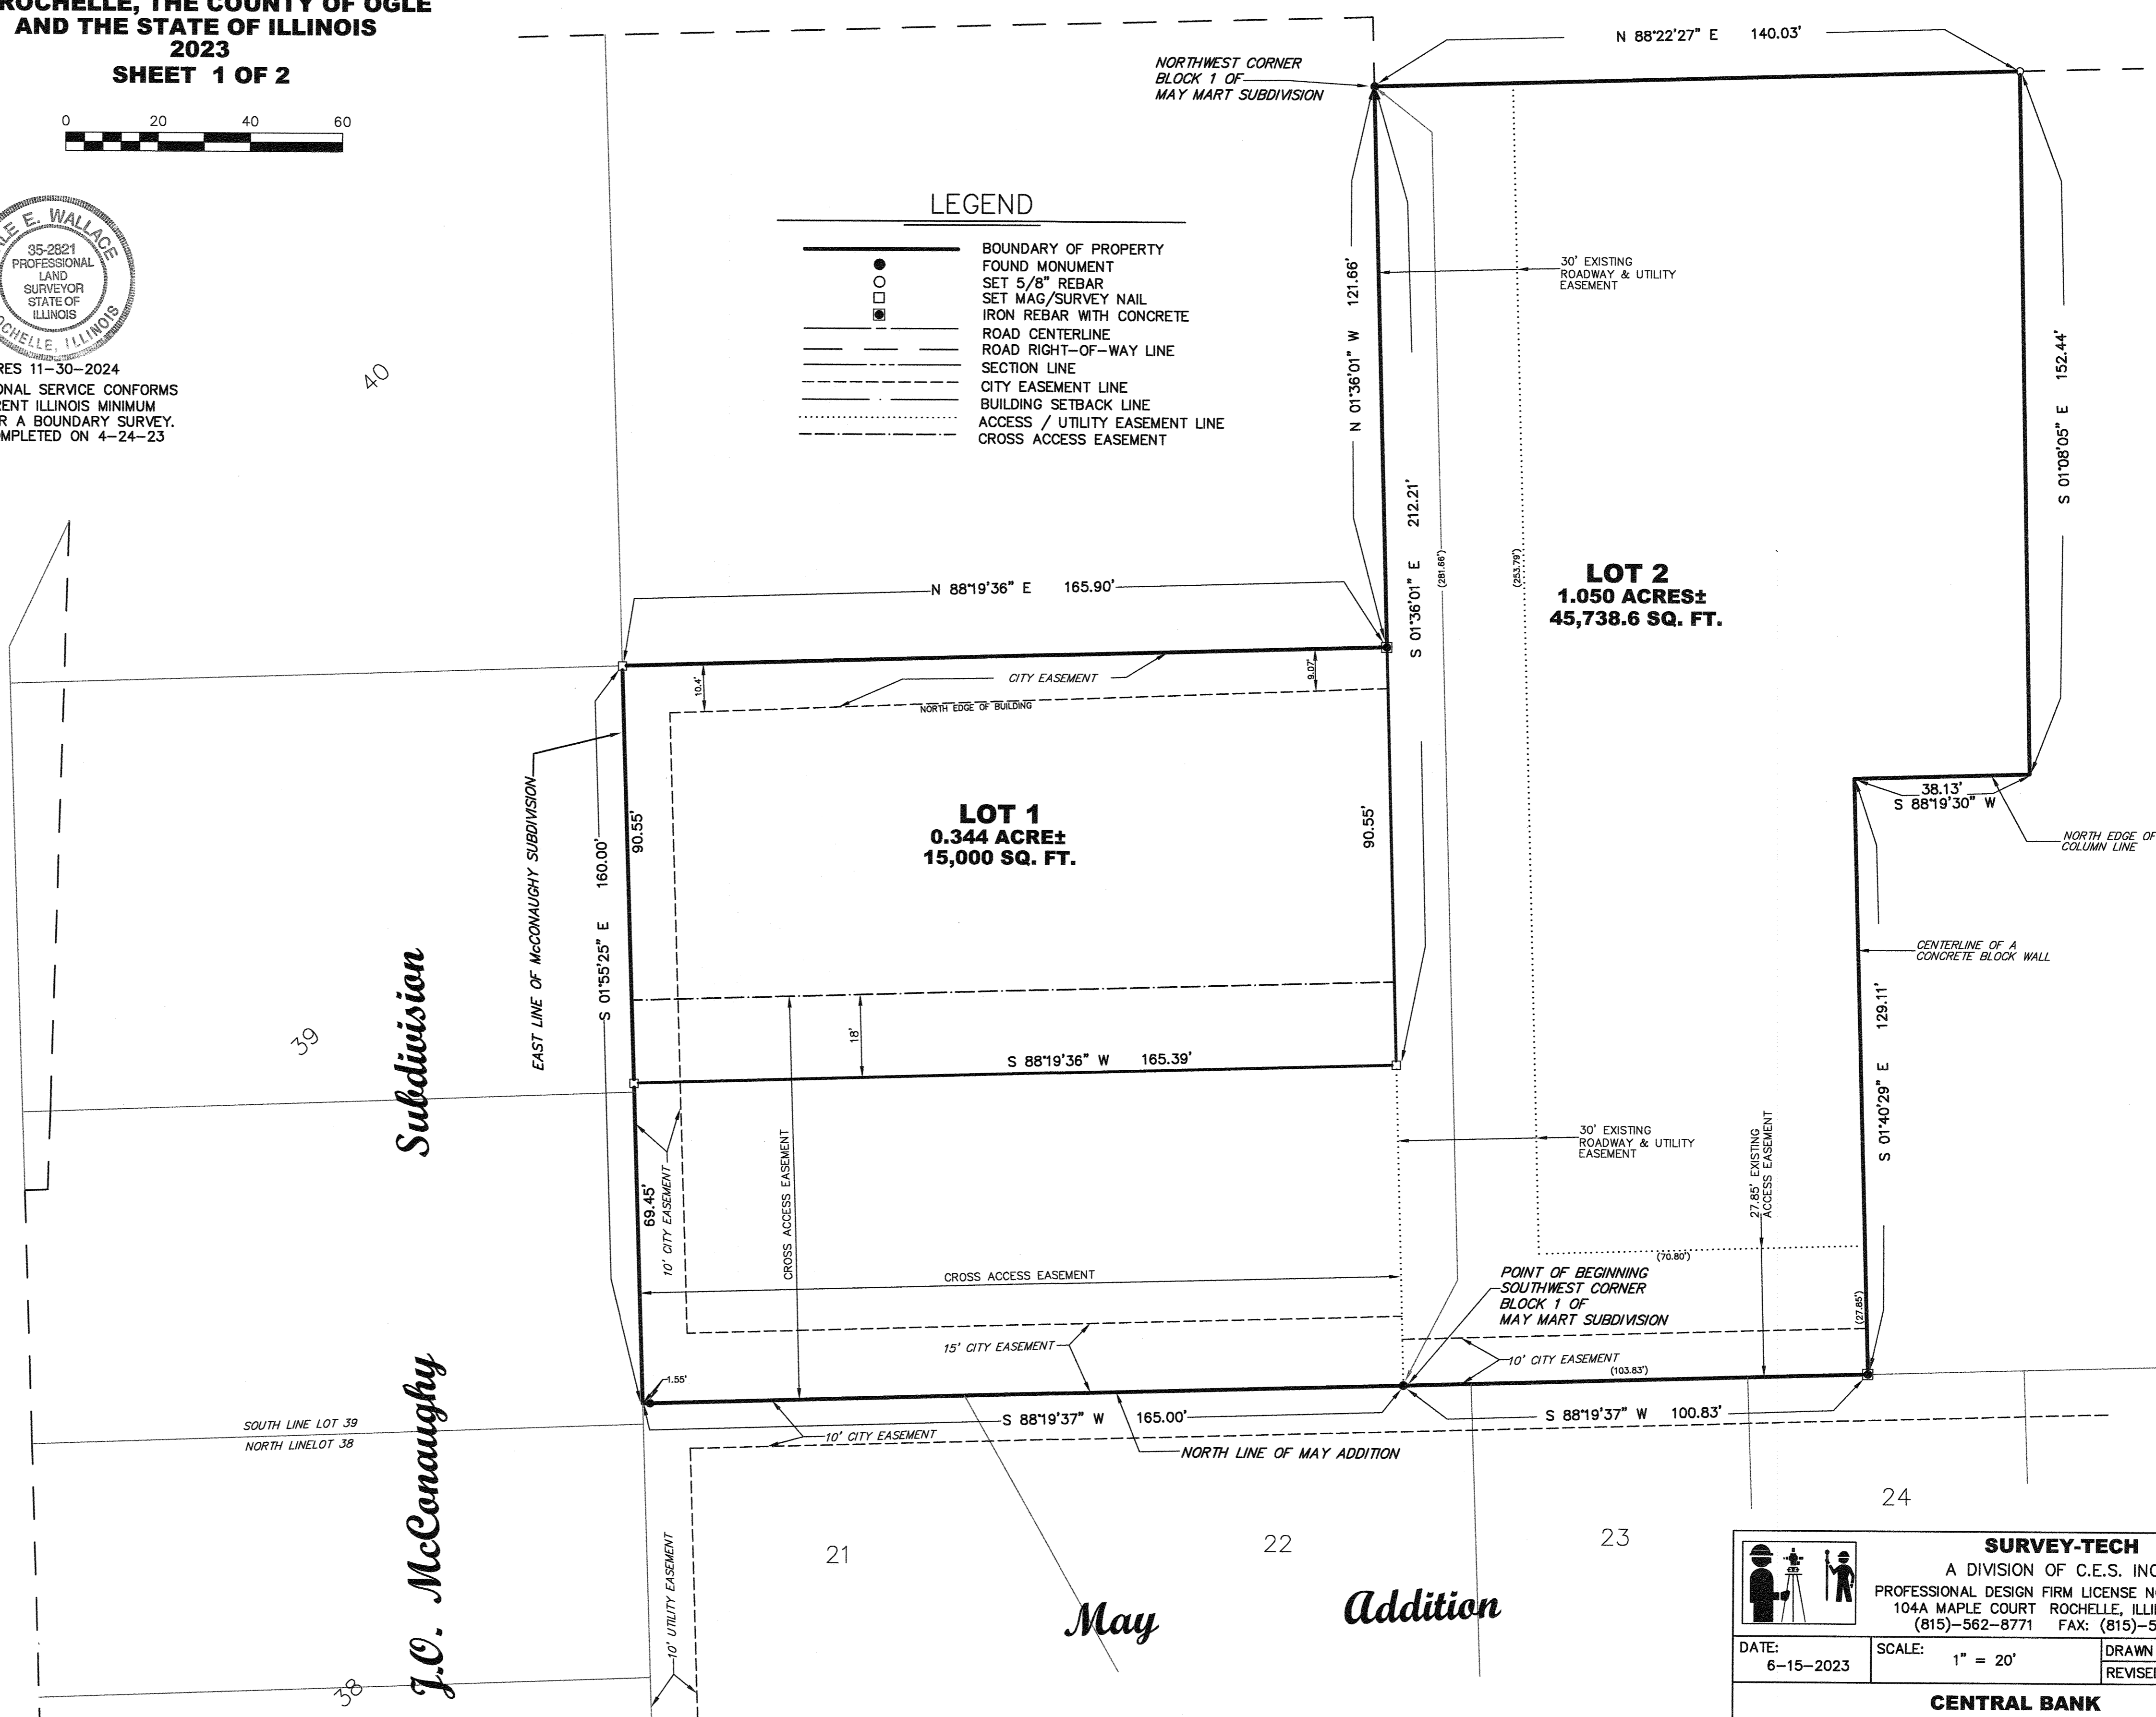 ROCHELLE, THE COUNTY OF OGLE
AND THE STATE OF ILLINOIS
2023
SHEET 1 OF 2
0 20 40 60
E. WALLACE
35-2821
PROFESSIONAL
LAND
SURVEYOR
STATE OF
ILLINOIS
ILLINOIS
11-30-2024
SERVICE CONFORMS
ILLINOIS MINIMUM
R A BOUNDARY SURVEY.
ON 4-24-23
LEGEND
BOUNDARY OF PROPERTY
FOUND MONUMENT
SET 5/8" REBAR
SET MAG/SURVEY NAIL
IRON REBAR WITH CONCRETE
ROAD CENTERLINE
ROAD RIGHT-OF-WAY LINE
SECTION LINE
CITY EASEMENT LINE
BUILDING SETBACK LINE
ACCESS / UTILITY EASEMENT LINE
CROSS ACCESS EASEMENT
NORTHWEST CORNER
BLOCK 1 OF
MAY MART SUBDIVISION
N 88°22'27" E 140.03'
N 01°36'01" W 121.66'
S 01°36'01" E 212.21'
(281.66')
(253.79')
30' EXISTING
ROADWAY & UTILITY
EASEMENT
S 01°08'05" E 152.44'
LOT 2
1.050 ACRES±
45,738.6 SQ. FT.
38.13'
S 88°19'30" W
NORTH EDGE OF
COLUMN LINE
CENTERLINE OF A
CONCRETE BLOCK WALL
S 01°40'29" E 129.11'
40
N 88°19'36" E 165.90'
10.4'
CITY EASEMENT
9.07'
NORTH EDGE OF BUILDING
EAST LINE OF McCONAUGHY SUBDIVISION
S 01°55'25" E 160.00'
90.55'
LOT 1
0.344 ACRE±
15,000 SQ. FT.
90.55'
18'
S 88°19'36" W 165.39'
39
69.45'
10' CITY EASEMENT
CROSS ACCESS EASEMENT
CROSS ACCESS EASEMENT
30' EXISTING
ROADWAY & UTILITY
EASEMENT
27.85' EXISTING
ACCESS EASEMENT
(70.80')
(27.85')
POINT OF BEGINNING
SOUTHWEST CORNER
BLOCK 1 OF
MAY MART SUBDIVISION
15' CITY EASEMENT
10' CITY EASEMENT
(103.83')
1.55'
S 88°19'37" W 165.00'
S 88°19'37" W 100.83'
10' CITY EASEMENT
NORTH LINE OF MAY ADDITION
SOUTH LINE LOT 39
NORTH LINELOT 38
J.O. McConaughy Subdivision
38
10' UTILITY EASEMENT
21
22
23
24
May Addition
SURVEY-TECH
A DIVISION OF C.E.S. INC
PROFESSIONAL DESIGN FIRM LICENSE
104A MAPLE COURT ROCHELLE,
(815)-562-8771 FAX: (815)-5
DATE:
6-15-2023
SCALE:
1" = 20'
DRAWN
REVISED
CENTRAL BANK